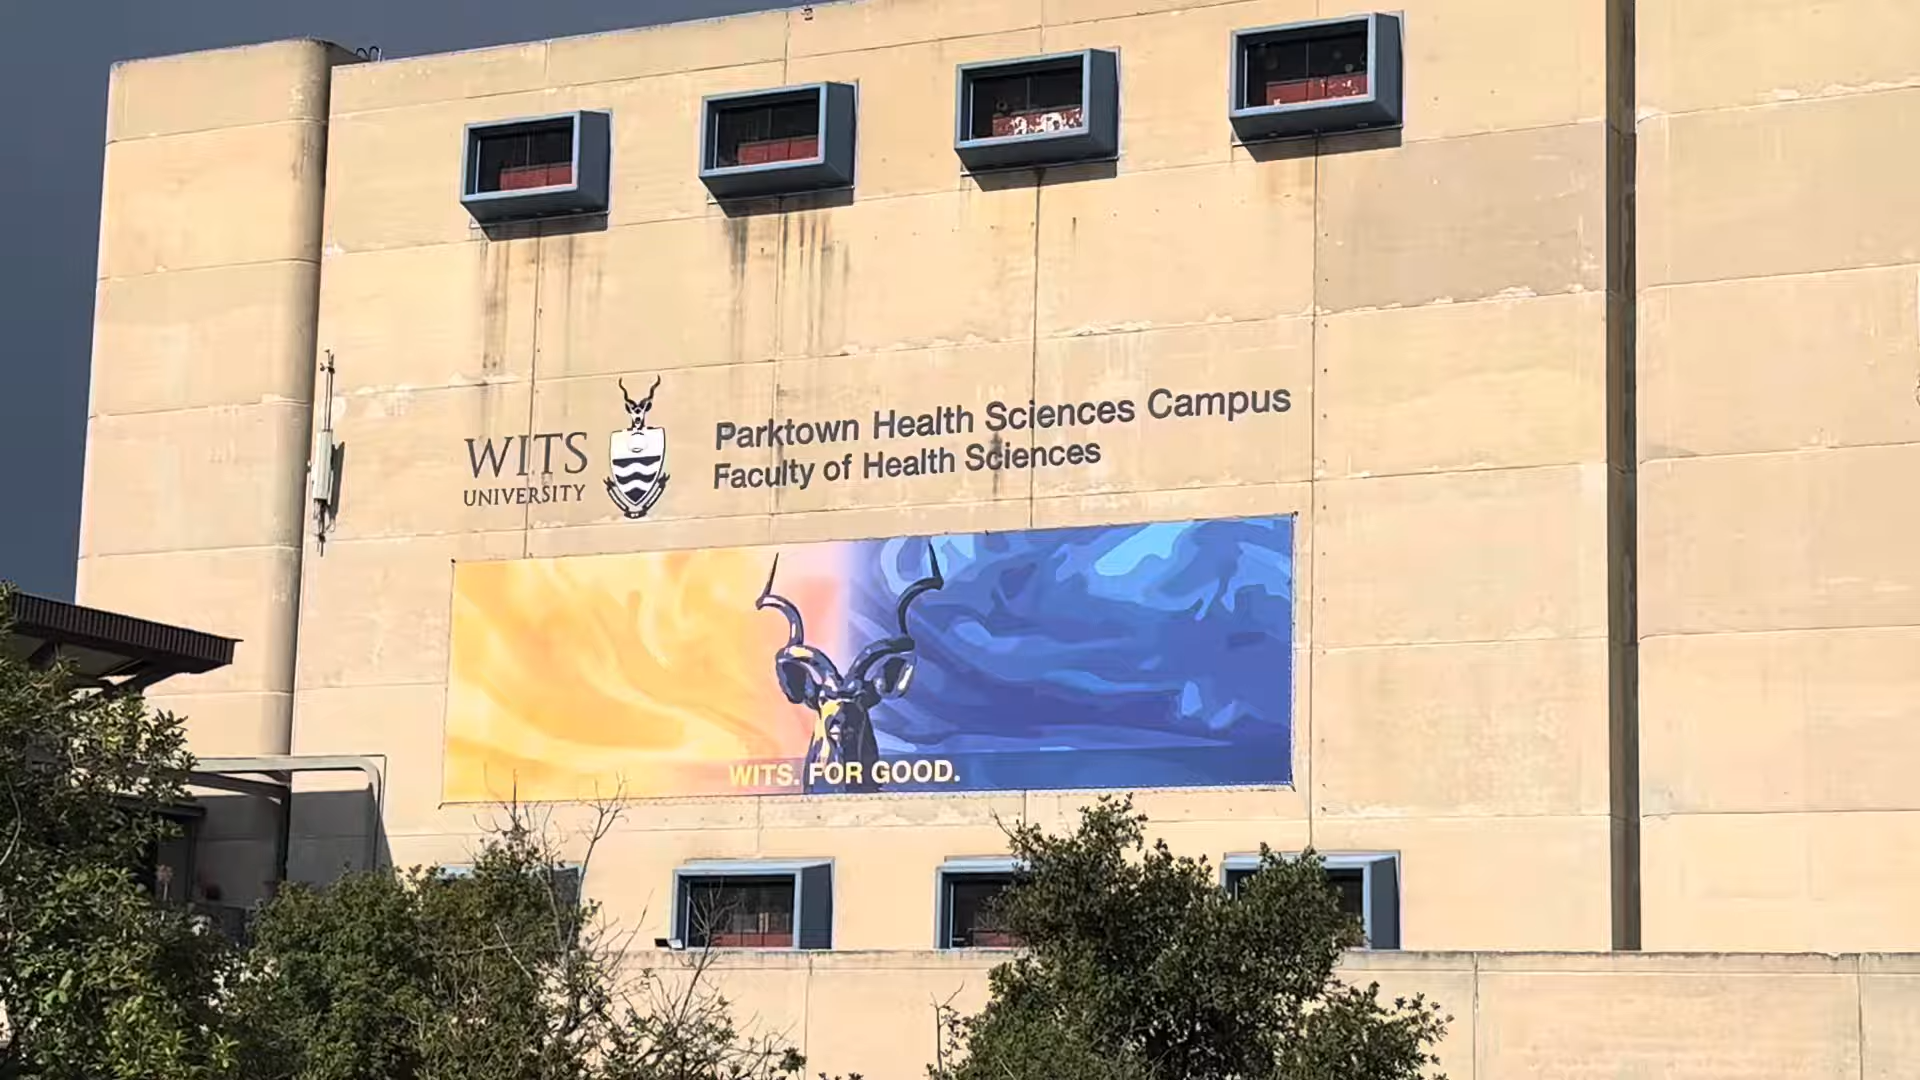 WITS
UNIVERSITY
Parktown Health Sciences Campus
Faculty of Health Sciences
WITS. FOR GOOD.